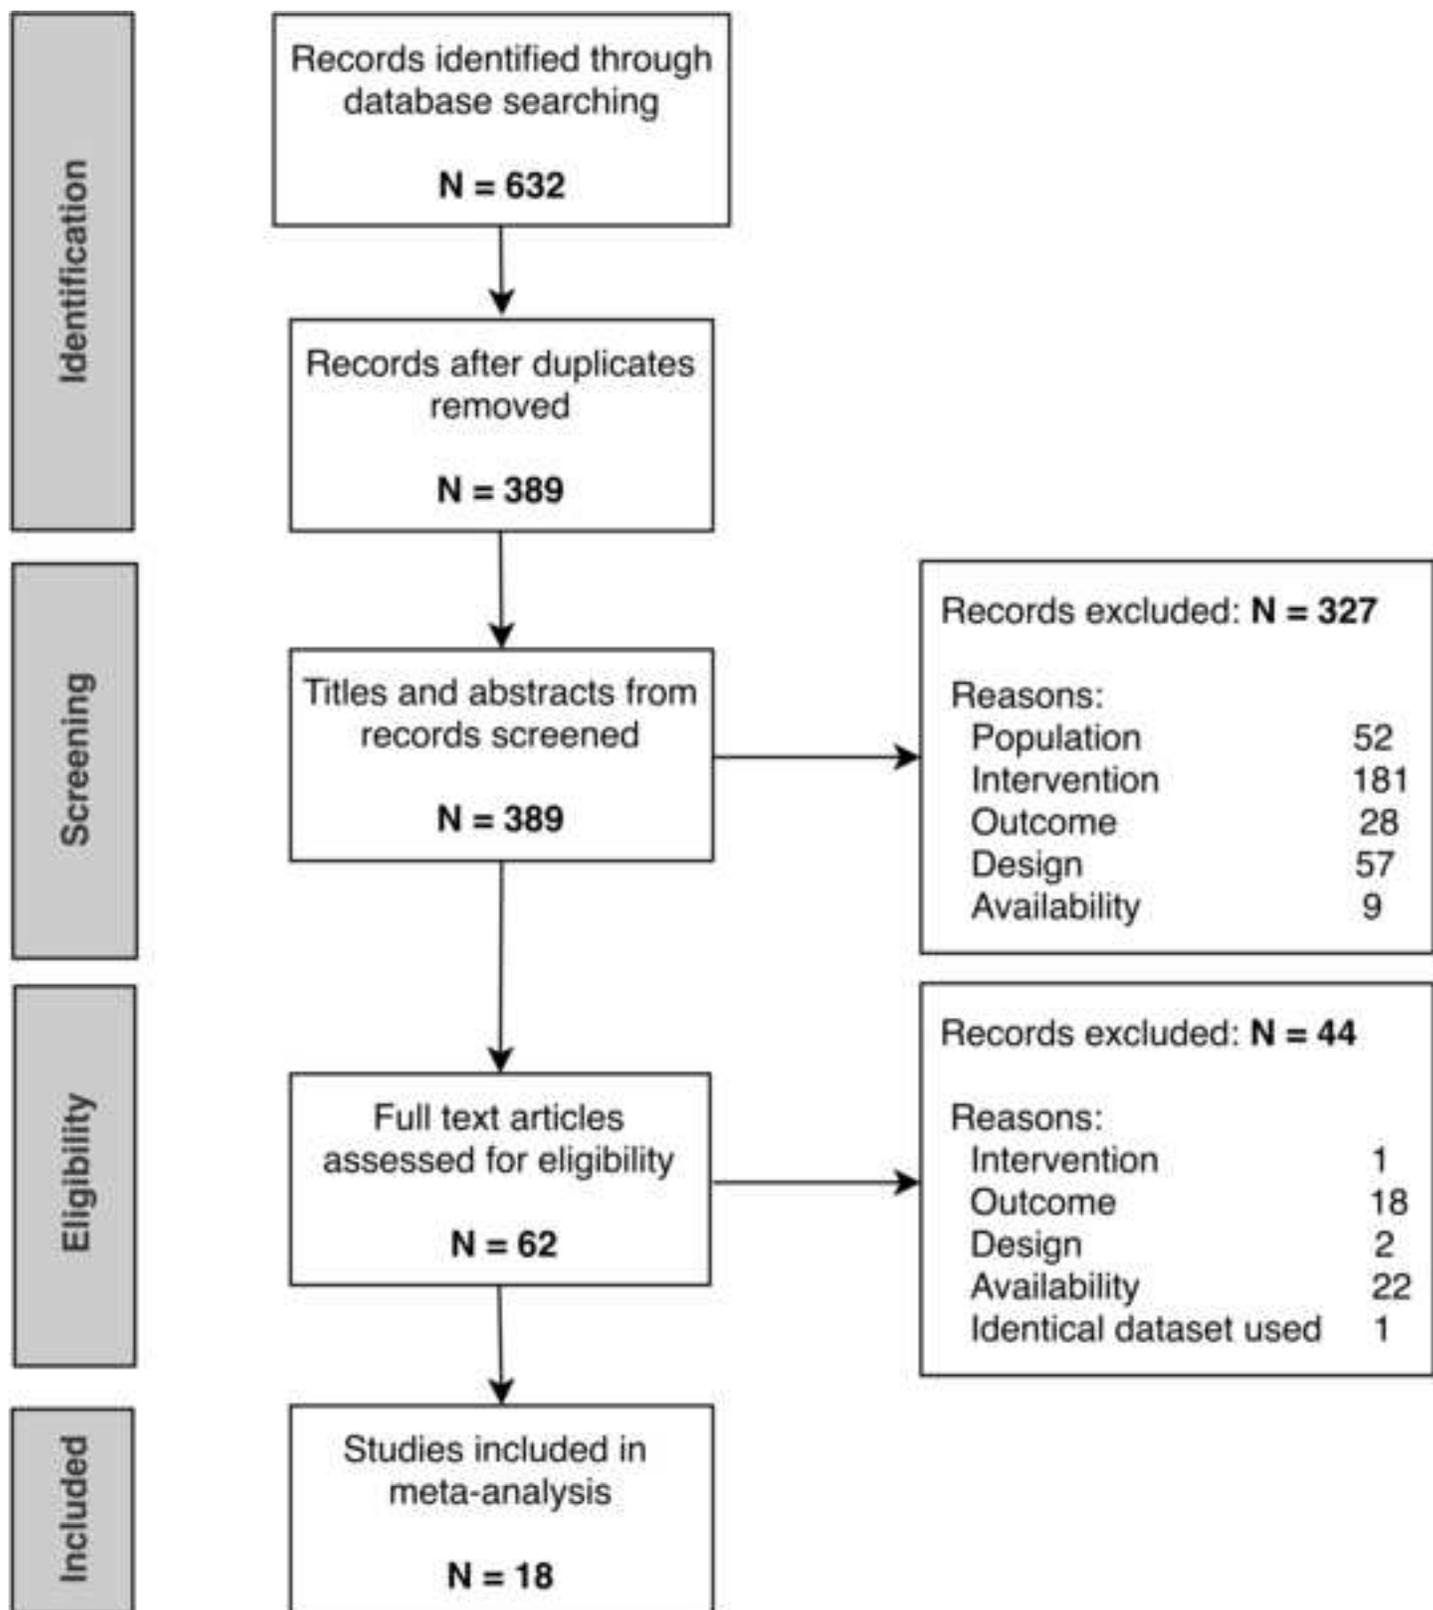 Identification
Records identified through
database searching
N = 632
Records after duplicates
removed
N = 389
Screening
Titles and abstracts from
records screened
N = 389
Records excluded: N = 327
Reasons:
Population 52
Intervention 181
Outcome 28
Design 57
Availability 9
Eligibility
Full text articles
assessed for eligibility
N = 62
Records excluded: N = 44
Reasons:
Intervention 1
Outcome 18
Design 2
Availability 22
Identical dataset used 1
Included
Studies included in
meta-analysis
N = 18